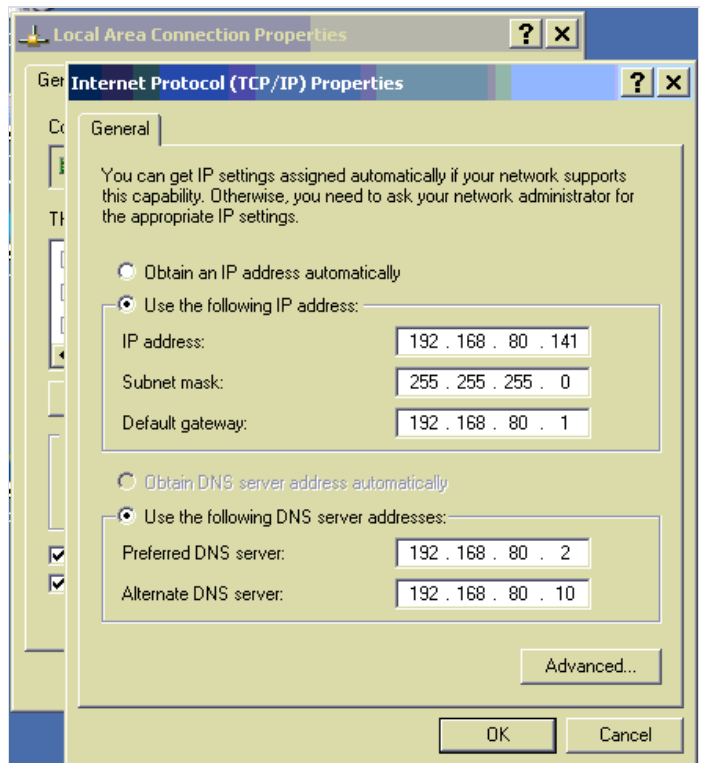 Local Area Connection Properties
Internet Protocol (TCP/IP) Properties
General
You can get IP settings assigned automatically if your network supports
this capability. Otherwise, you need to ask your network administrator for
the appropriate IP settings.
Obtain an IP address automatically
Use the following IP address:
IP address: 192 . 168 . 80 . 141
Subnet mask: 255 . 255 . 255 . 0
Default gateway: 192 . 168 . 80 . 1
Obtain DNS server address automatically
Use the following DNS server addresses:
Preferred DNS server: 192 . 168 . 80 . 2
Alternate DNS server: 192 . 168 . 80 . 10
Advanced...
OK Cancel